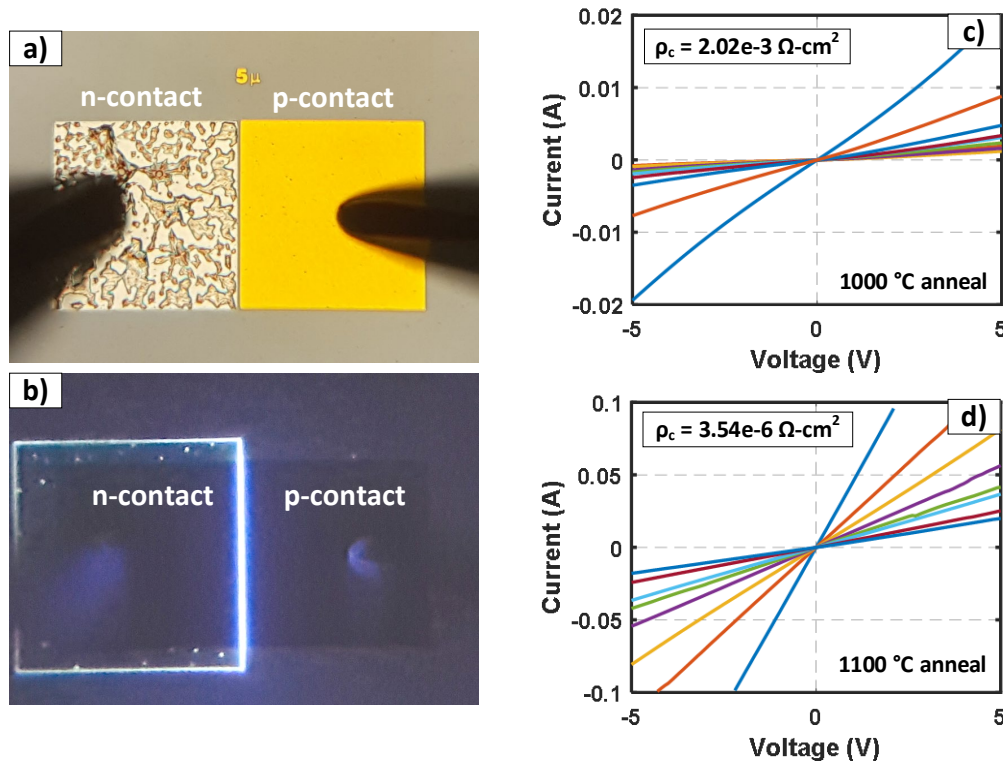 a)
5 µ
n-contact p-contact
b)
n-contact p-contact
c)
ρc = 2.02e-3 Ω-cm²
0.02
0.01
0
-0.01
-0.02
Current (A)
1000 °C anneal
-5 0 5
Voltage (V)
d)
ρc = 3.54e-6 Ω-cm²
0.1
0.05
0
-0.05
-0.1
Current (A)
1100 °C anneal
-5 0 5
Voltage (V)